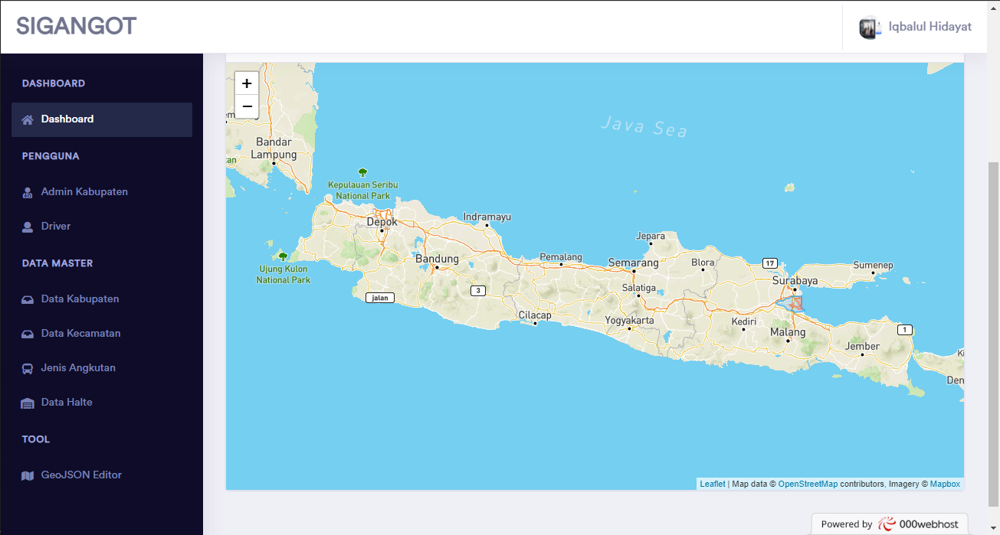 SIGANGOT
Iqbalul Hidayat
DASHBOARD
Dashboard
PENGGUNA
Admin Kabupaten
Driver
DATA MASTER
Data Kabupaten
Data Kecamatan
Jenis Angkutan
Data Halte
TOOL
GeoJSON Editor
+
−
Java Sea
Bandar
Lampung
Kepulauan Seribu
National Park
Depok
Indramayu
Ujung Kulon
National Park
Bandung
jalan
3
Pemalang
Cilacap
Jepara
Semarang
Salatiga
Yogyakarta
Blora
17
Surabaya
Sumenep
Kediri
Malang
1
Jember
Den
Leaflet | Map data © OpenStreetMap contributors, Imagery © Mapbox
Powered by 000webhost